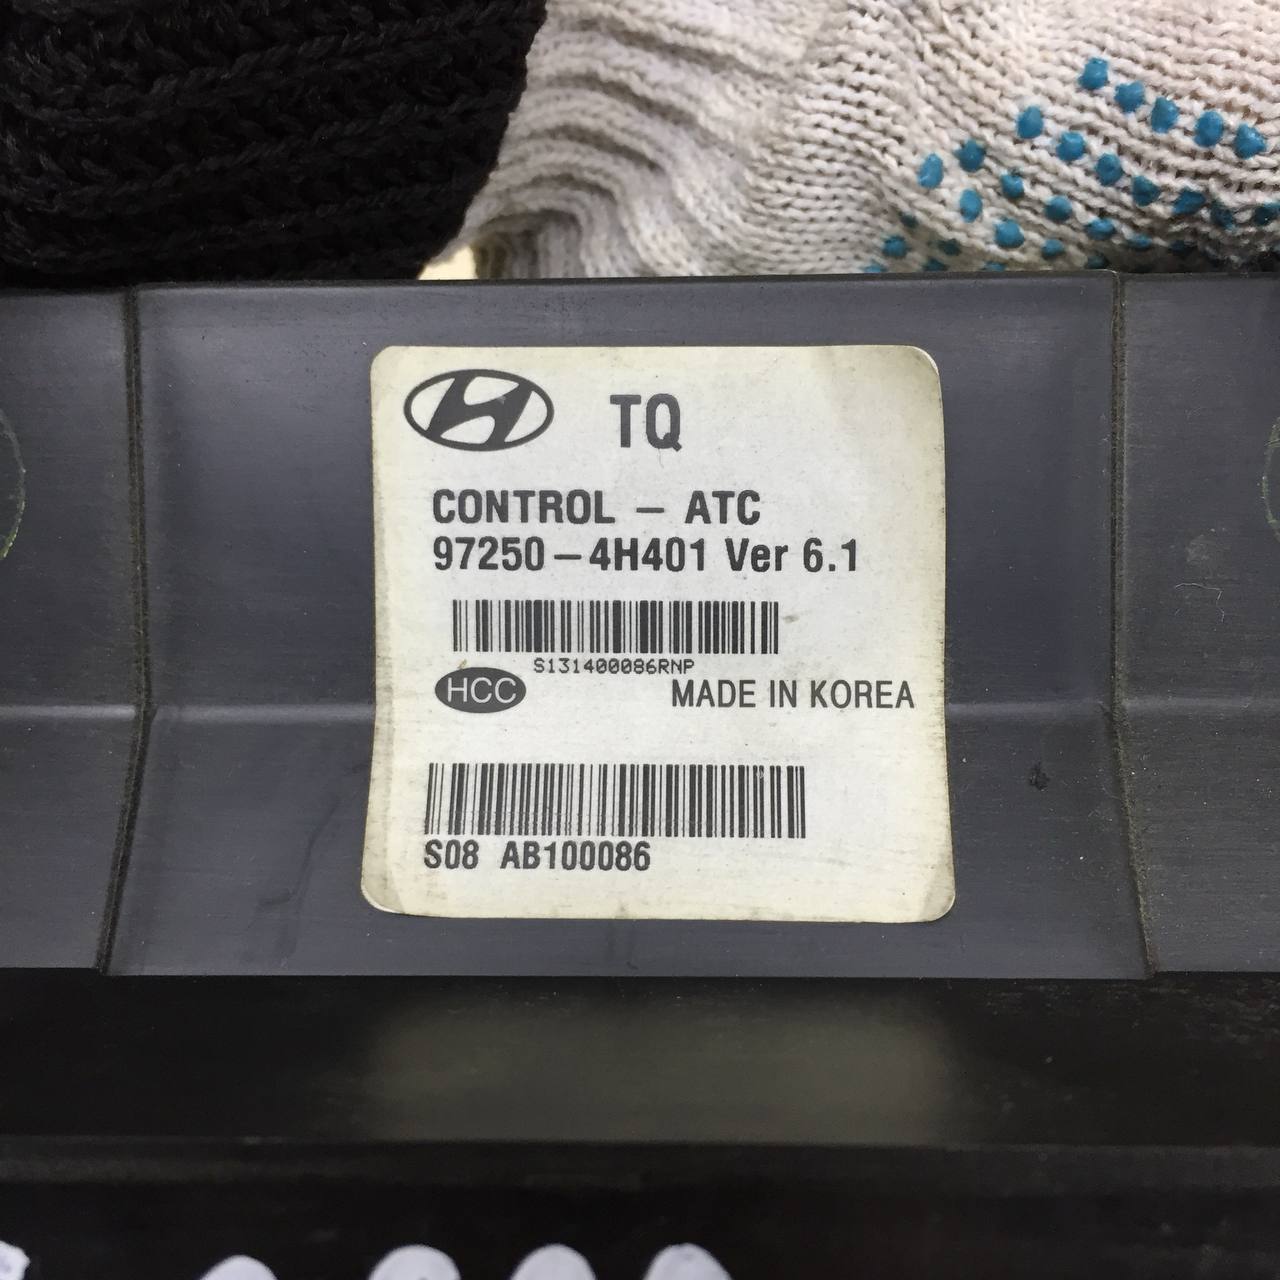 TQ
CONTROL – ATC
97250–4H401 Ver 6.1
S131400086RNP
HCC MADE IN KOREA
S08 AB100086